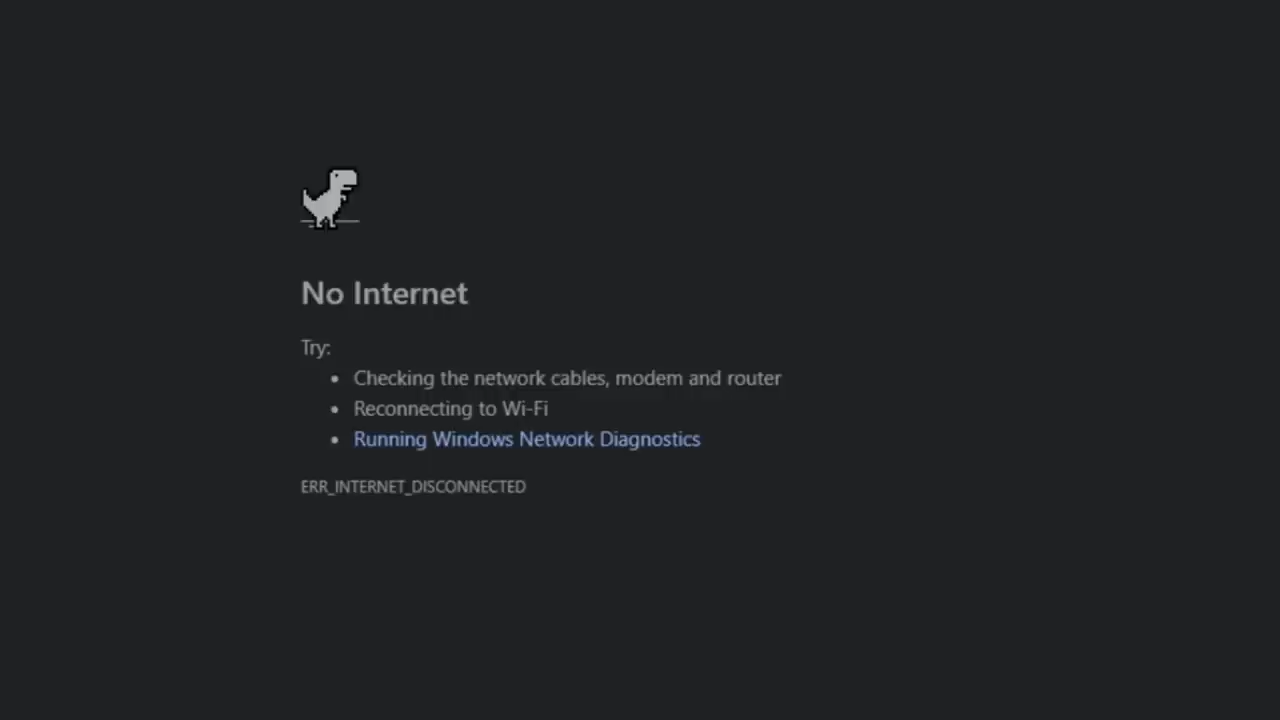 No Internet
Try:
• Checking the network cables, modem and router
• Reconnecting to Wi-Fi
• Running Windows Network Diagnostics
ERR_INTERNET_DISCONNECTED